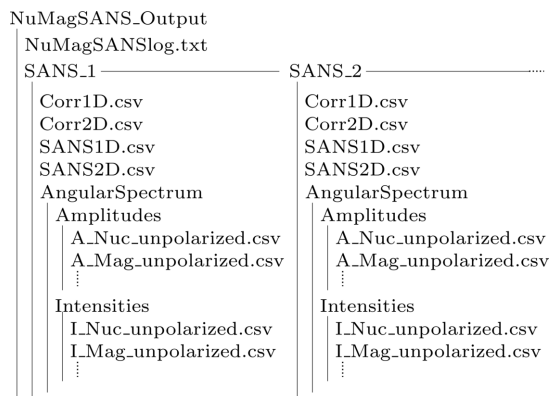 NuMagSANS_Output
NuMagSANSlog.txt
SANS_1 SANS_2
Corr1D.csv Corr1D.csv
Corr2D.csv Corr2D.csv
SANS1D.csv SANS1D.csv
SANS2D.csv SANS2D.csv
AngularSpectrum AngularSpectrum
Amplitudes Amplitudes
A_Nuc_unpolarized.csv A_Nuc_unpolarized.csv
A_Mag_unpolarized.csv A_Mag_unpolarized.csv
Intensities Intensities
I_Nuc_unpolarized.csv I_Nuc_unpolarized.csv
I_Mag_unpolarized.csv I_Mag_unpolarized.csv